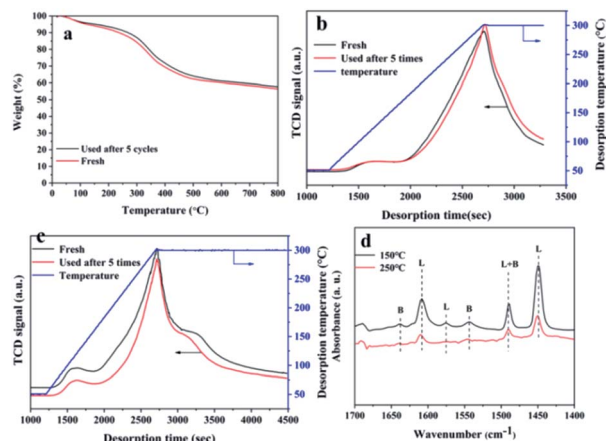 a
Weight (%)
100
90
80
70
60
50
40
30
20
10
0
Used after 5 cycles
Fresh
0 100 200 300 400 500 600 700 800
Temperature (°C)
b
TCD signal (a.u.)
Fresh
Used after 5 times
temperature
300
250
200
150
100
50
Desorption temperature (°C)
1000 1500 2000 2500 3000 3500
Desorption time(sec)
c
TCD signal (a.u.)
Fresh
Used after 5 times
Temperature
300
250
200
150
100
50
Desorption temperature (°C)
1000 1500 2000 2500 3000 3500 4000 4500
Desorption time (sec)
d
Absorbance (a. u.)
150°C
250°C
B
L
L
B
L+B
L
1700 1650 1600 1550 1500 1450 1400
Wavenumber (cm-1)